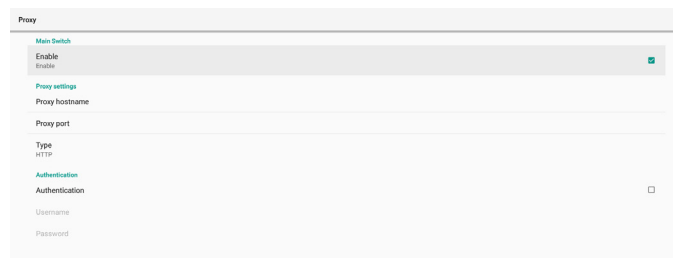 Proxy
Main Switch
Enable
Enable
Proxy settings
Proxy hostname
Proxy port
Type
HTTP
Authentication
Authentication
Username
Password